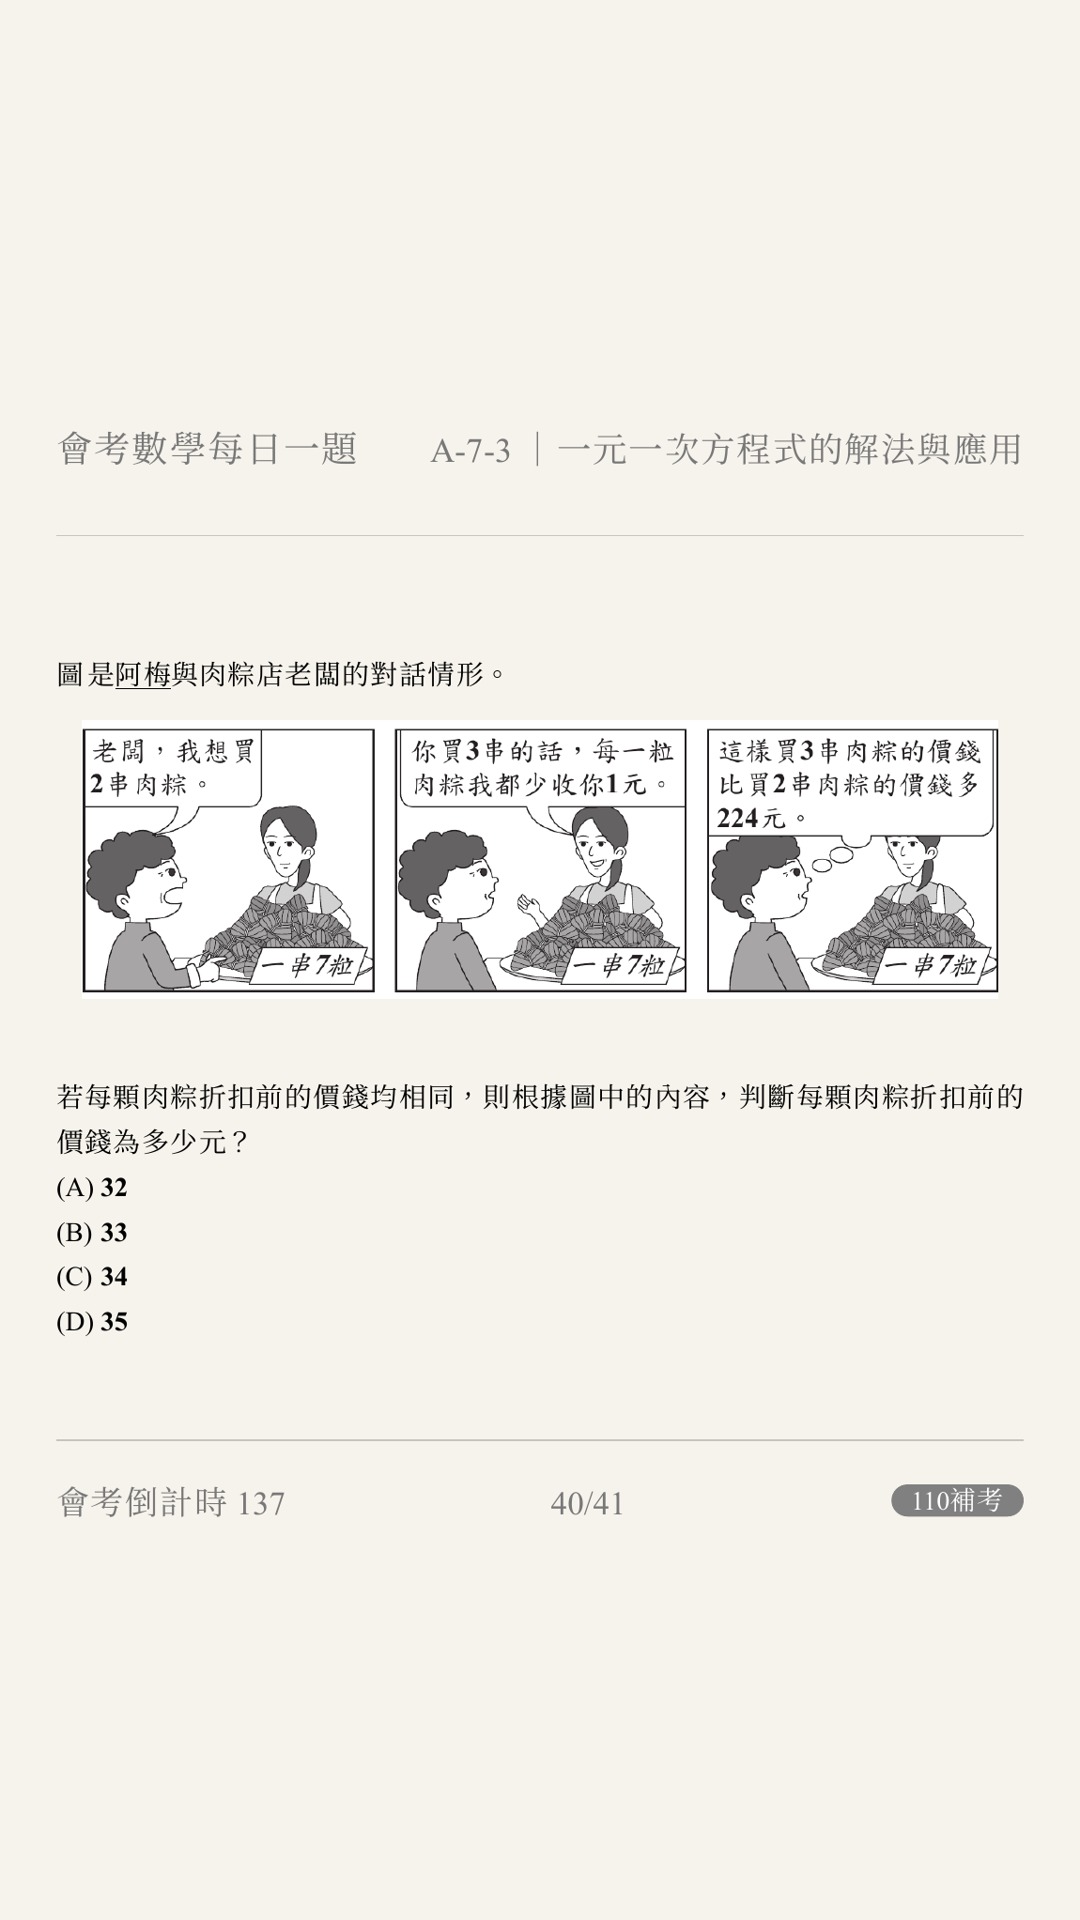 會考數學每日一題
A-7-3｜一元一次方程式的解法與應用
圖是阿梅與肉粽店老闆的對話情形。
老闆，我想買
2串肉粽。
一串7粒
你買3串的話，每一粒
肉粽我都少收你1元。
一串7粒
這樣買3串肉粽的價錢
比買2串肉粽的價錢多
224元。
一串7粒
若每顆肉粽折扣前的價錢均相同，則根據圖中的內容，判斷每顆肉粽折扣前的
價錢為多少元？
(A) 32
(B) 33
(C) 34
(D) 35
會考倒計時 137
40/41
110補考